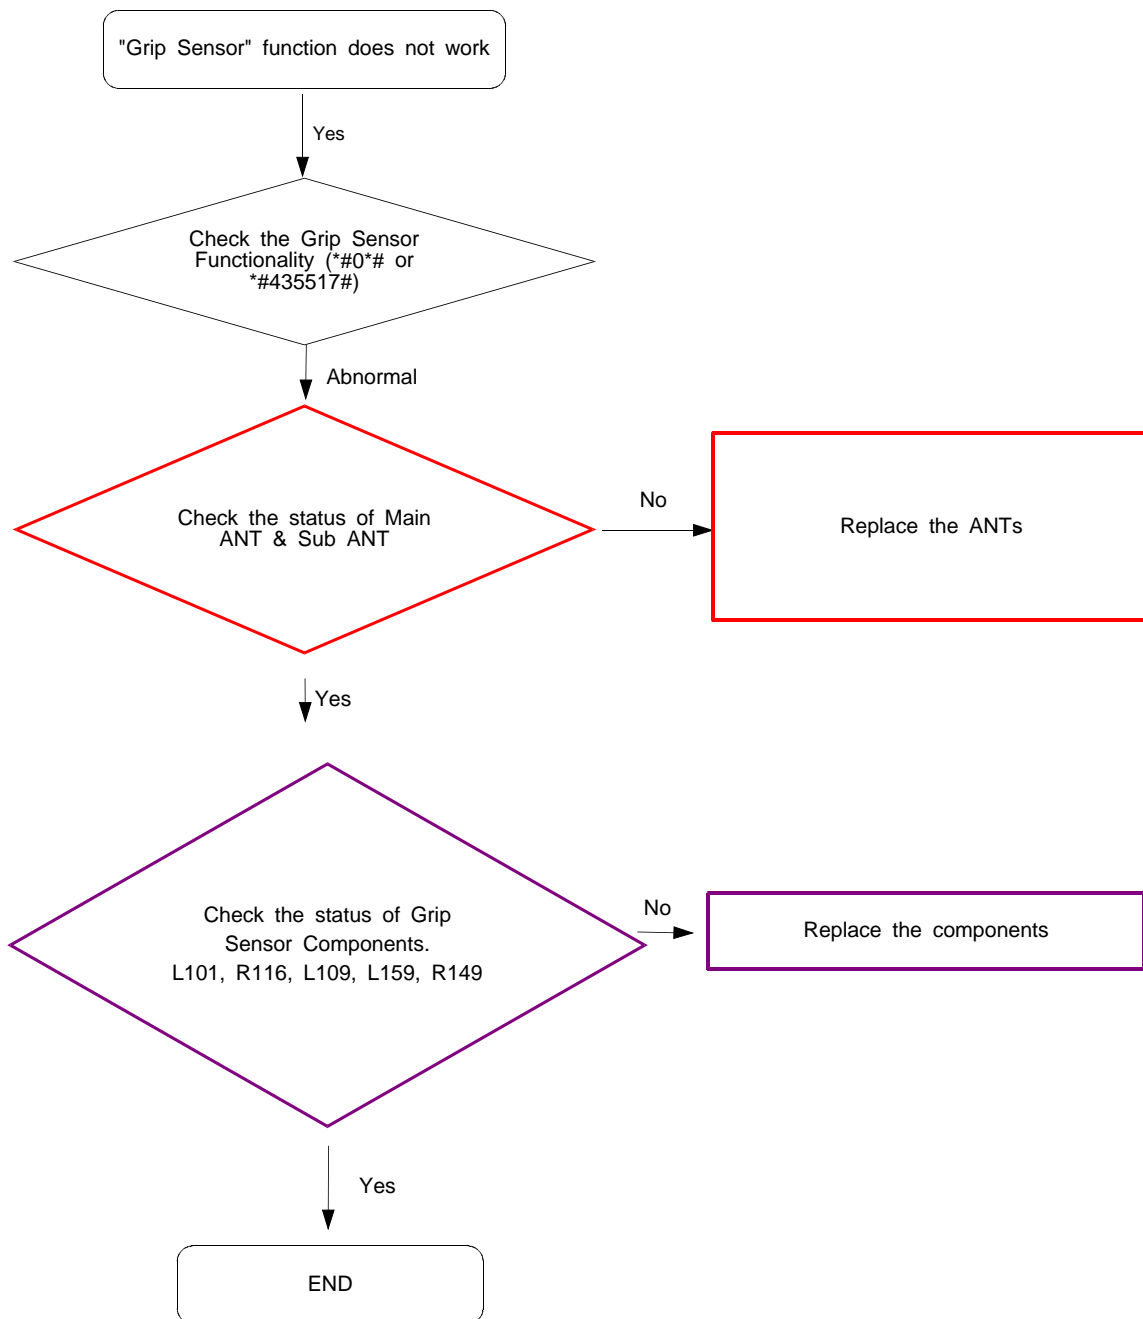 "Grip Sensor" function does not work
Yes
Check the Grip Sensor
Functionality (*#0*# or
*#435517#)
Abnormal
Check the status of Main
ANT & Sub ANT
No
Replace the ANTs
Yes
Check the status of Grip
Sensor Components.
L101, R116, L109, L159, R149
No
Replace the components
Yes
END